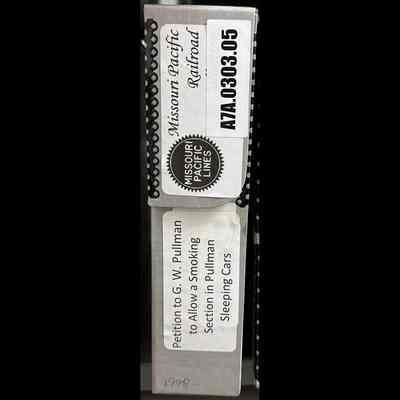 Missouri Pacific
Railroad
A7A.0303.05
MISSOURI
PACIFIC
LINES
Petition to G. W. Pullman
to Allow a Smoking
Section in Pullman
Sleeping Cars